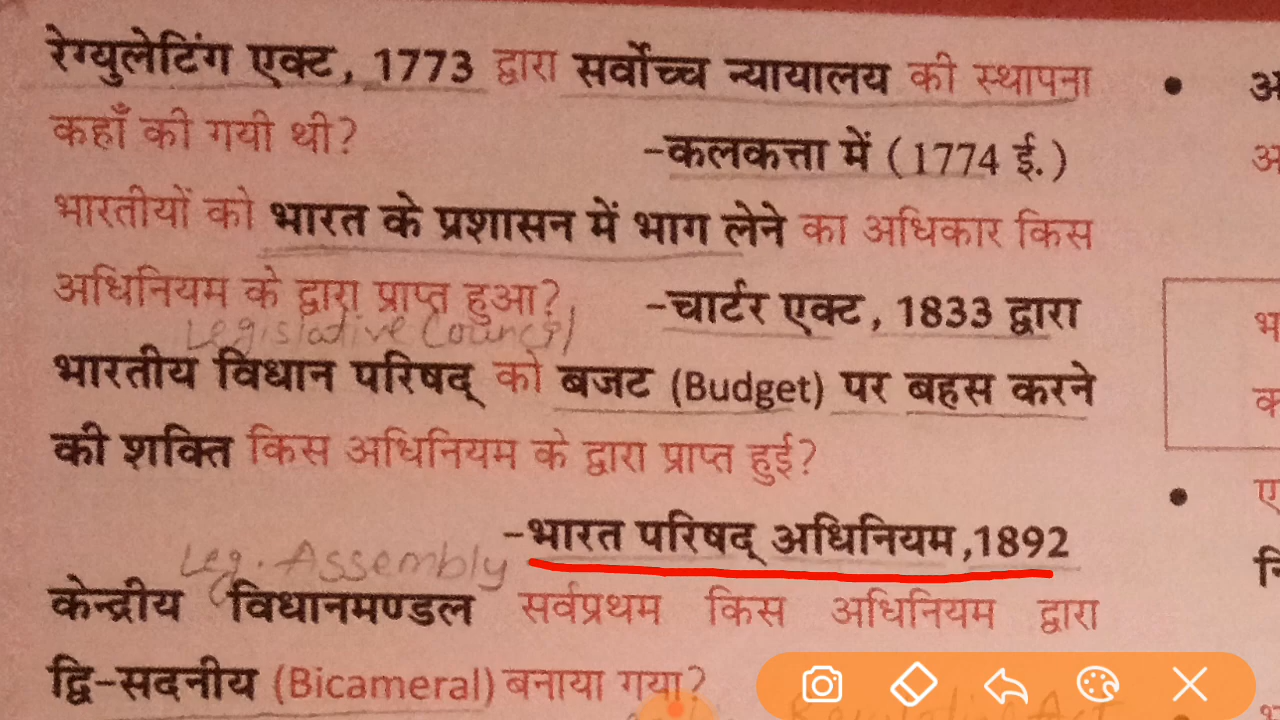 रेग्युलेटिंग एक्ट, 1773 द्वारा सर्वोच्च न्यायालय की स्थापना
कहाँ की गयी थी?
-कलकत्ता में (1774 ई.)
भारतीयों को भारत के प्रशासन में भाग लेने का अधिकार किस
अधिनियम के द्वारा प्राप्त हुआ?
-चार्टर एक्ट, 1833 द्वारा
Legislative Council
भारतीय विधान परिषद् को बजट (Budget) पर बहस करने
की शक्ति किस अधिनियम के द्वारा प्राप्त हुई?
-भारत परिषद् अधिनियम,1892
Leg. Assembly
केन्द्रीय विधानमण्डल सर्वप्रथम किस अधिनियम द्वारा
द्वि-सदनीय (Bicameral) बनाया गया?